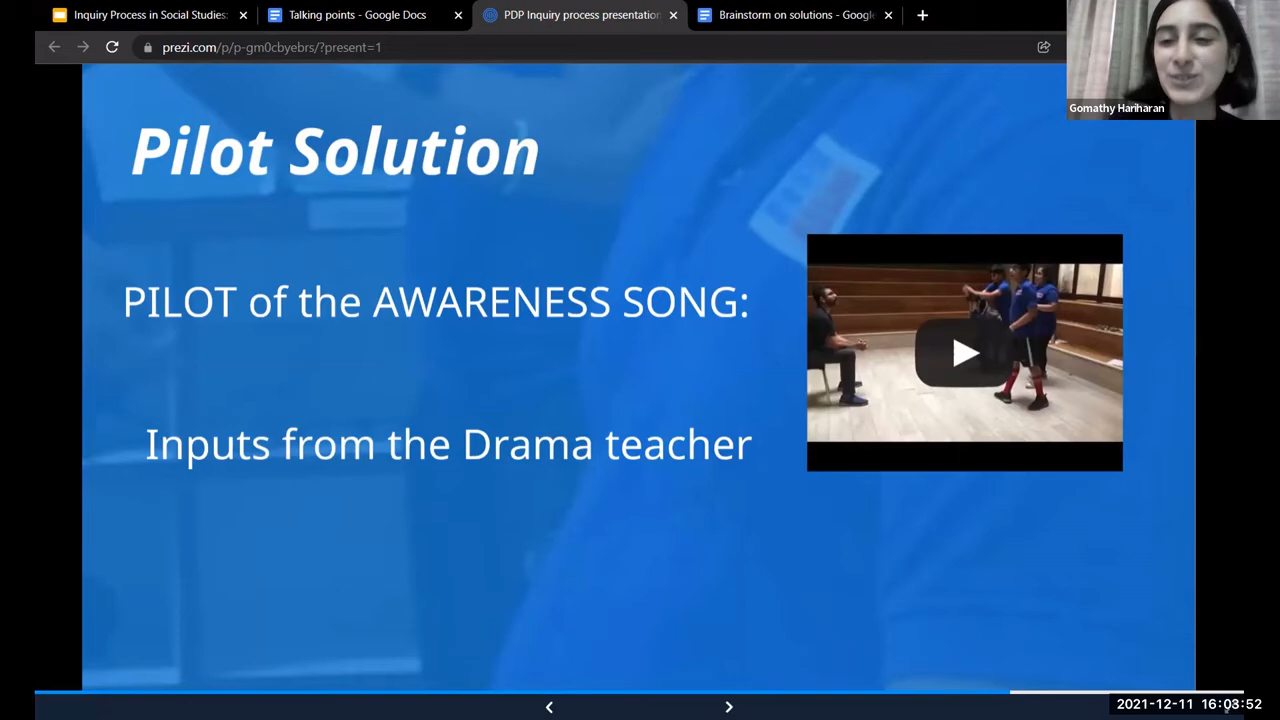 Inquiry Process in Social Studies:
Talking points - Google Docs
PDP Inquiry process presentation
Brainstorm on solutions - Google
prezi.com/p/p-gm0cbyebrs/?present=1
Gomathy Hariharan
Pilot Solution
PILOT of the AWARENESS SONG:
Inputs from the Drama teacher
2021-12-11 16:03:52